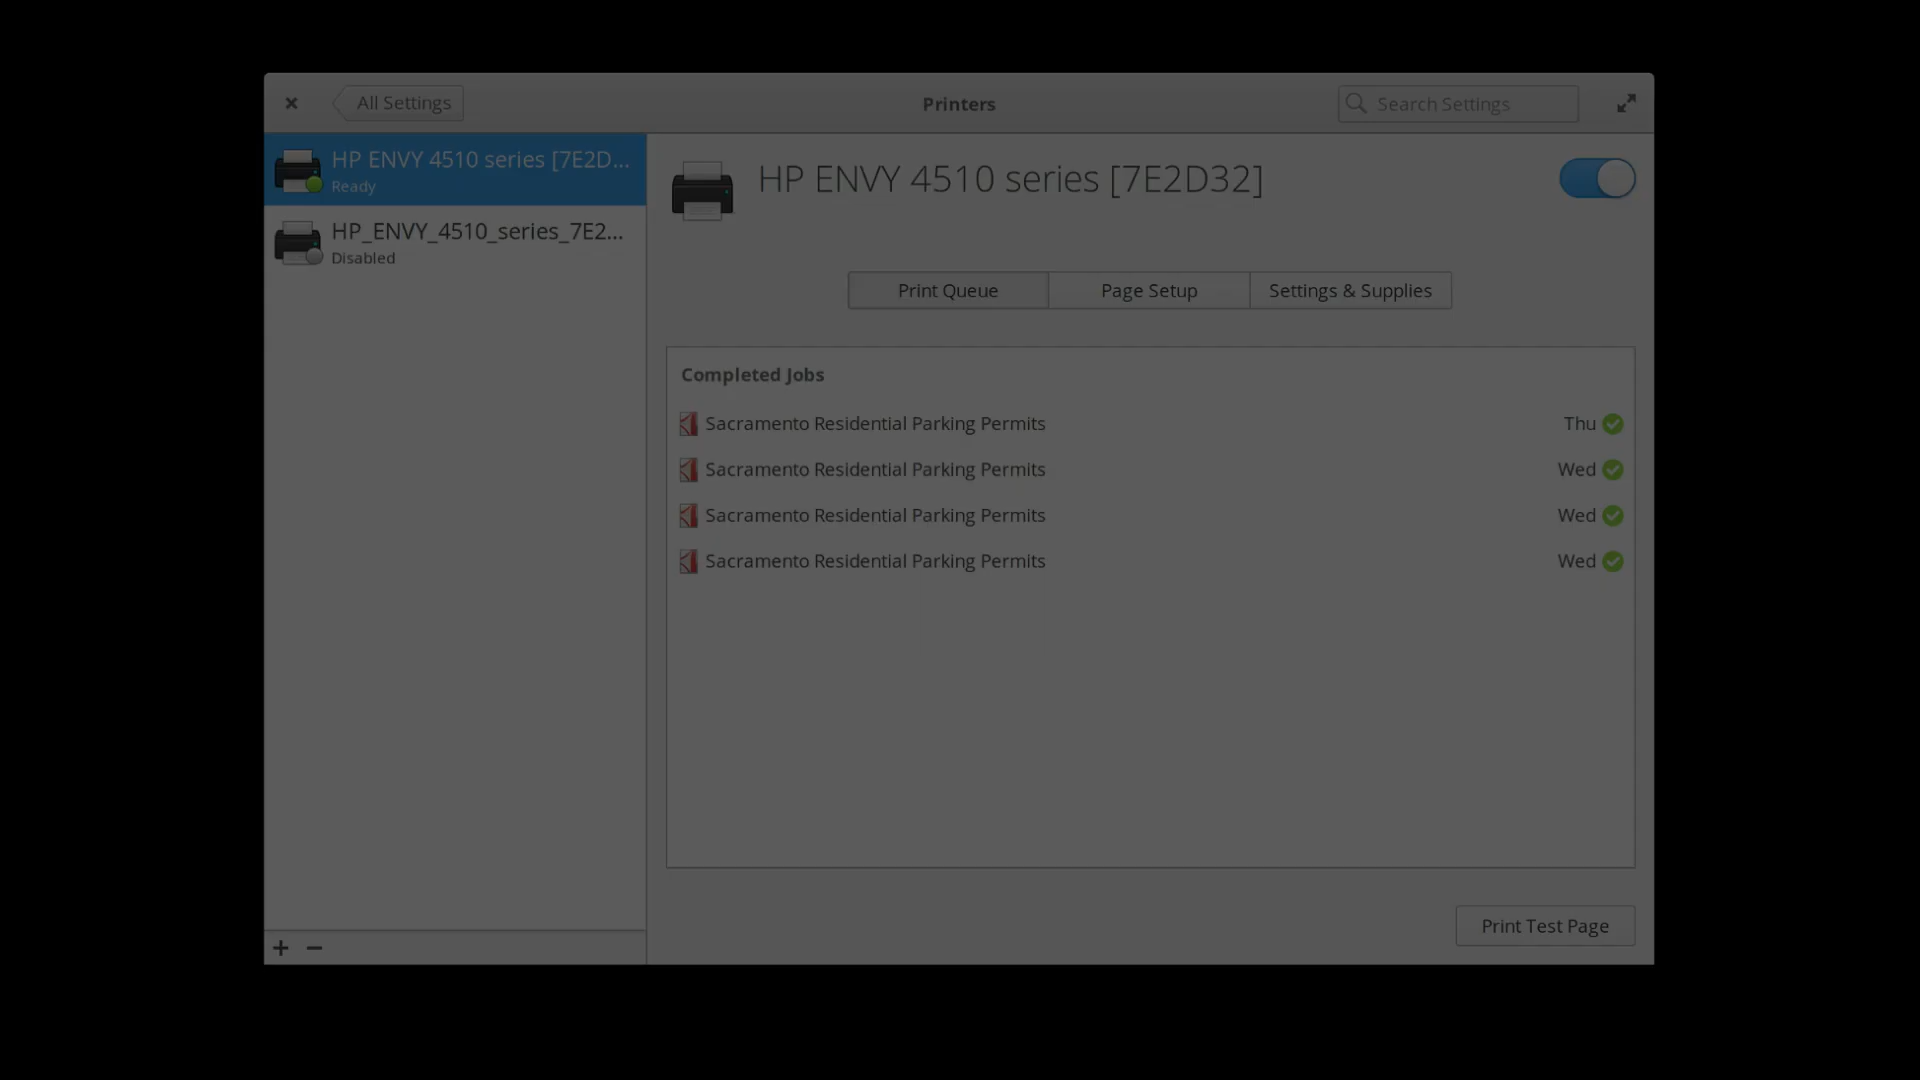 All Settings
Printers
Search Settings
HP ENVY 4510 series [7E2D...
Ready
HP_ENVY_4510_series_7E2...
Disabled
HP ENVY 4510 series [7E2D32]
Print Queue
Page Setup
Settings & Supplies
Completed Jobs
Sacramento Residential Parking Permits Thu
Sacramento Residential Parking Permits Wed
Sacramento Residential Parking Permits Wed
Sacramento Residential Parking Permits Wed
Print Test Page